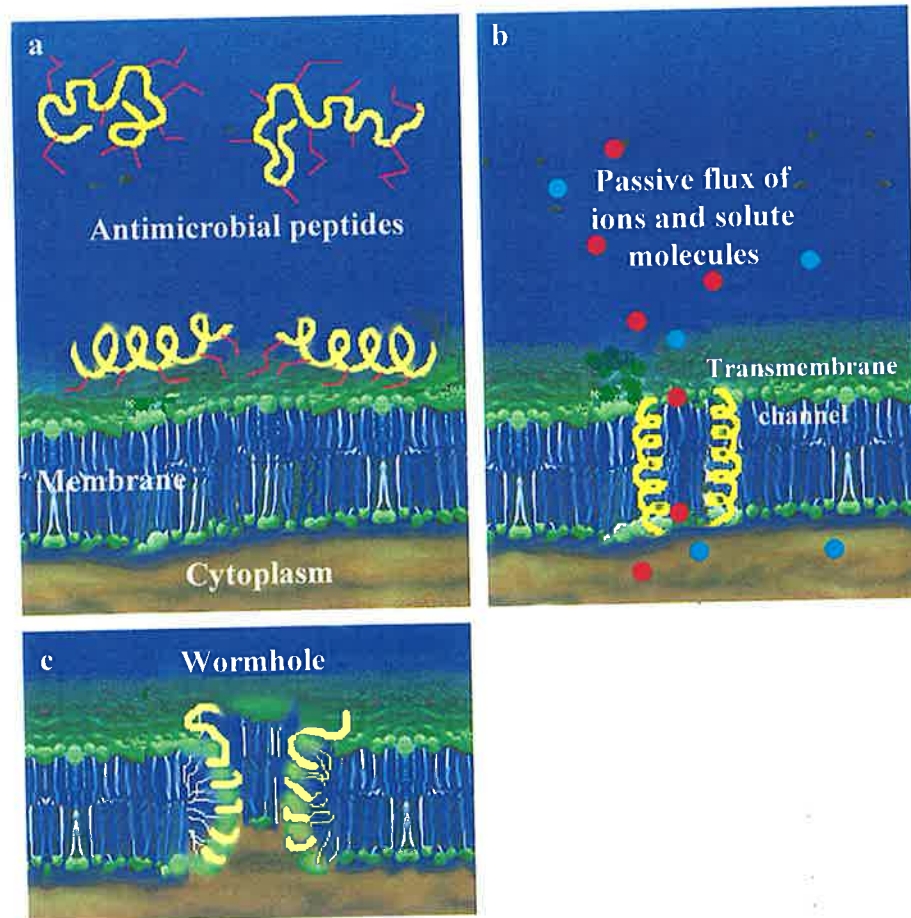 a
Antimicrobial peptides
Membrane
Cytoplasm
b
Passive flux of
ions and solute
molecules
Transmembrane
channel
c
Wormhole